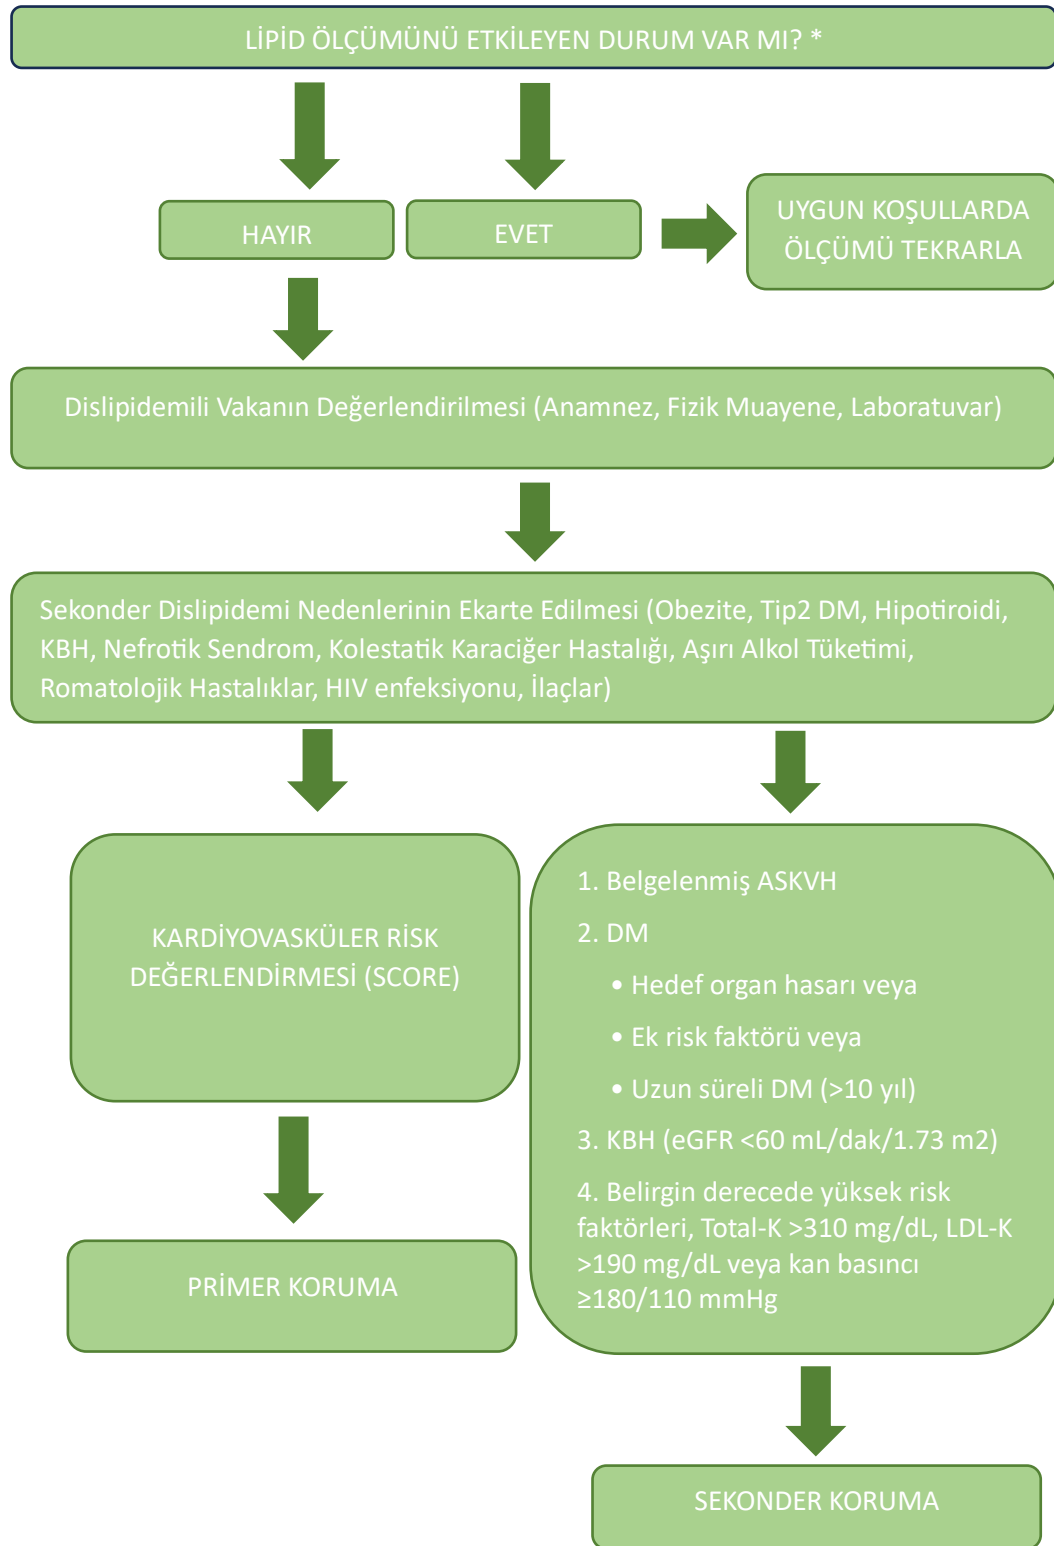 LİPİD ÖLÇÜMÜNÜ ETKİLEYEN DURUM VAR MI? *
HAYIR
EVET
UYGUN KOŞULLARDA
ÖLÇÜMÜ TEKRARLA
Dislipidemili Vakanın Değerlendirilmesi (Anamnez, Fizik Muayene, Laboratuvar)
Sekonder Dislipidemi Nedenlerinin Ekarte Edilmesi (Obezite, Tip2 DM, Hipotiroidi,
KBH, Nefrotik Sendrom, Kolestatik Karaciğer Hastalığı, Aşırı Alkol Tüketimi,
Romatolojik Hastalıklar, HIV enfeksiyonu, İlaçlar)
KARDİYOVASKÜLER RİSK
DEĞERLENDİRMESİ (SCORE)
PRİMER KORUMA
1. Belgelenmiş ASKVH
2. DM
• Hedef organ hasarı veya
• Ek risk faktörü veya
• Uzun süreli DM (>10 yıl)
3. KBH (eGFR <60 mL/dak/1.73 m2)
4. Belirgin derecede yüksek risk
faktörleri, Total-K >310 mg/dL, LDL-K
>190 mg/dL veya kan basıncı
≥180/110 mmHg
SEKONDER KORUMA